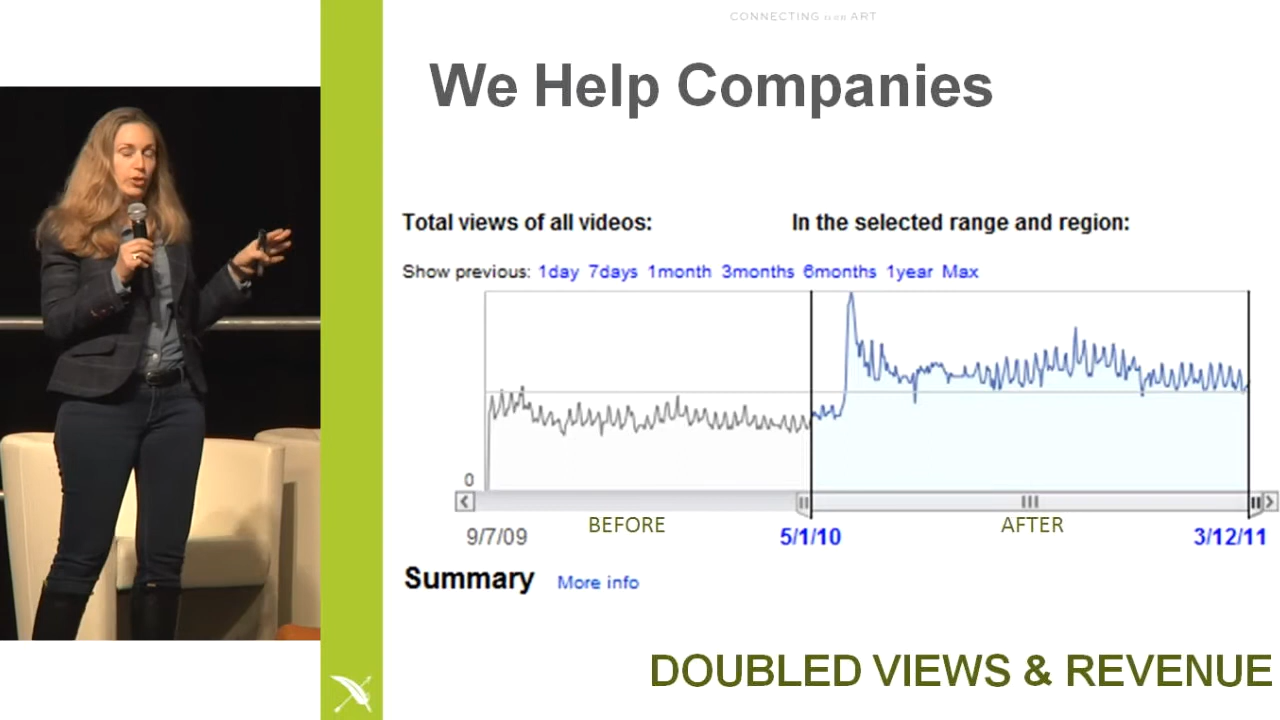 CONNECTING with ART
We Help Companies
Total views of all videos: In the selected range and region:
Show previous: 1day 7days 1month 3months 6months 1year Max
0
BEFORE AFTER
9/7/09 5/1/10 3/12/11
Summary More info
DOUBLED VIEWS & REVENUE